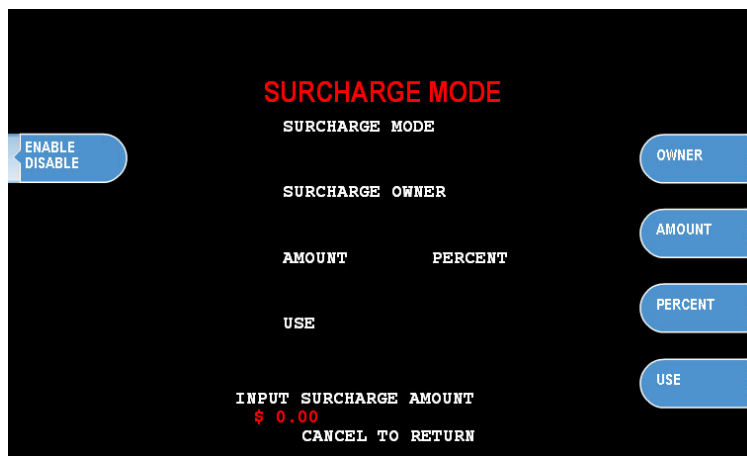 SURCHARGE MODE
SURCHARGE MODE
ENABLE
DISABLE
OWNER
SURCHARGE OWNER
AMOUNT
AMOUNT PERCENT
PERCENT
USE
USE
INPUT SURCHARGE AMOUNT
$ 0.00
CANCEL TO RETURN